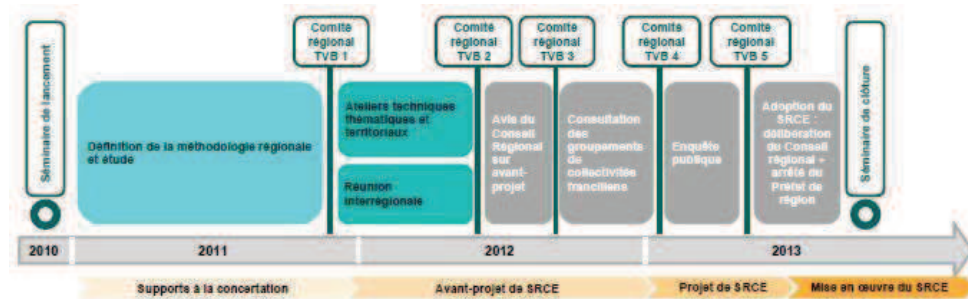 Séminaire de lancement
Comité
régional
TVB 1
Comité
régional
TVB 2
Comité
régional
TVB 3
Comité
régional
TVB 4
Comité
régional
TVB 5
Séminaire de clôture
Définition de la méthodologie régionale
et étude
Ateliers techniques
thématiques et
territoriaux
Réunion
interrégionale
Avis du
Conseil
Régional
sur
avant-
projet
Consultation
des
groupements
de
collectivités
franciliens
Enquête
publique
Adoption du
SRCE :
délibération
du Conseil
régional +
arrêté du
Préfet de
région
2010
2011
2012
2013
Supports à la concertation
Avant-projet de SRCE
Projet de SRCE
Mise en œuvre du SRCE